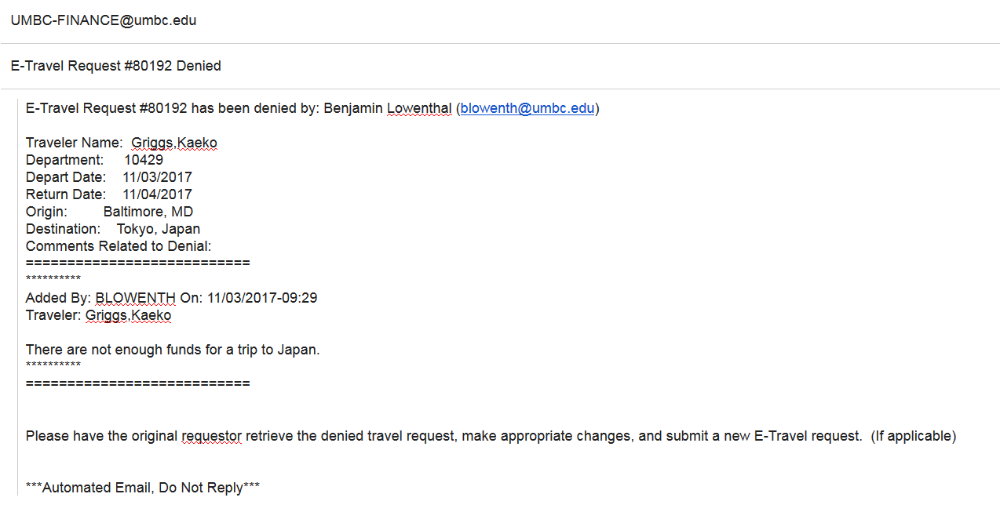 UMBC-FINANCE@umbc.edu
E-Travel Request #80192 Denied
E-Travel Request #80192 has been denied by: Benjamin Lowenthal (blowenth@umbc.edu)
Traveler Name: Griggs,Kaeko
Department: 10429
Depart Date: 11/03/2017
Return Date: 11/04/2017
Origin: Baltimore, MD
Destination: Tokyo, Japan
Comments Related to Denial:
===========================
**********
Added By: BLOWENTH On: 11/03/2017-09:29
Traveler: Griggs,Kaeko
There are not enough funds for a trip to Japan.
**********
===========================
Please have the original requestor retrieve the denied travel request, make appropriate changes, and submit a new E-Travel request. (If applicable)
***Automated Email, Do Not Reply***